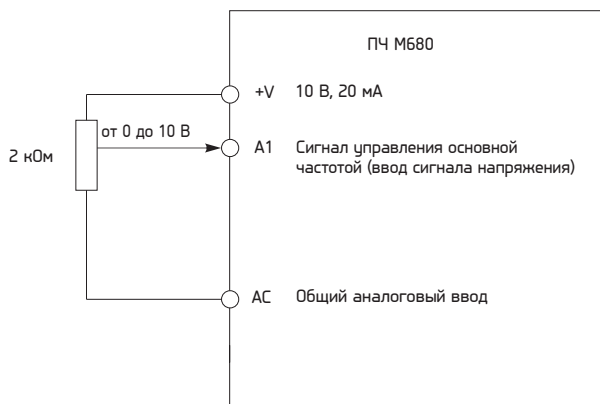 ПЧ М680
+V 10 В, 20 мА
от 0 до 10 В
2 кОм
A1 Сигнал управления основной
частотой (ввод сигнала напряжения)
AC Общий аналоговый ввод